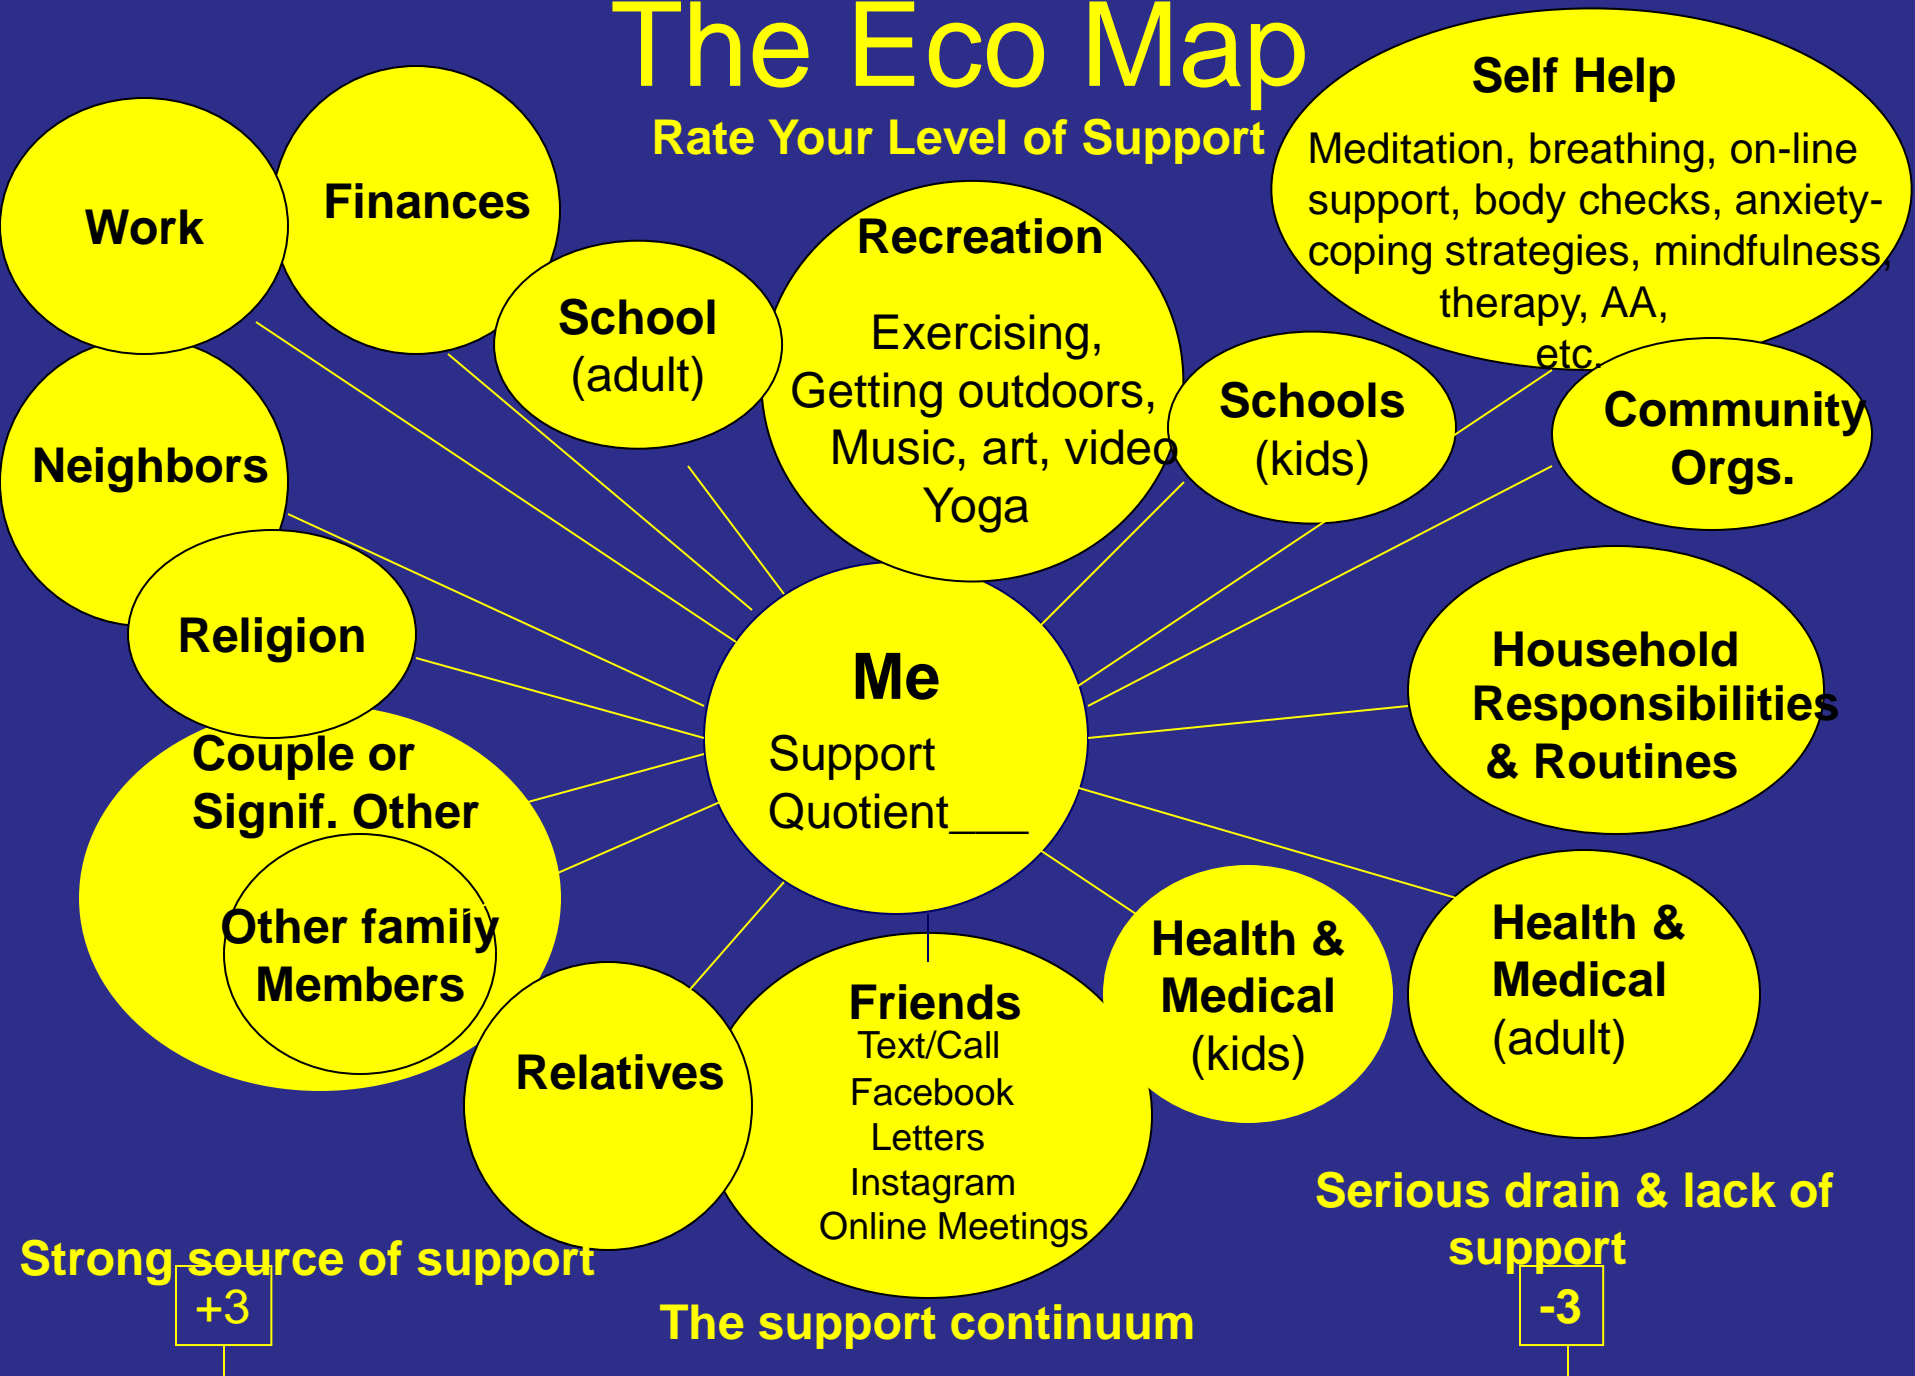 The Eco Map
Rate Your Level of Support
Self Help
Meditation, breathing, on-line
support, body checks, anxiety-
coping strategies, mindfulness,
therapy, AA,
etc.
Work
Finances
School
(adult)
Recreation
Exercising,
Getting outdoors,
Music, art, video
Yoga
Schools
(kids)
Community
Orgs.
Neighbors
Religion
Me
Support
Quotient___
Household
Responsibilities
& Routines
Couple or
Signif. Other
Other family
Members
Relatives
Friends
Text/Call
Facebook
Letters
Instagram
Online Meetings
Health &
Medical
(kids)
Health &
Medical
(adult)
Strong source of support
+3
The support continuum
Serious drain & lack of
support
-3